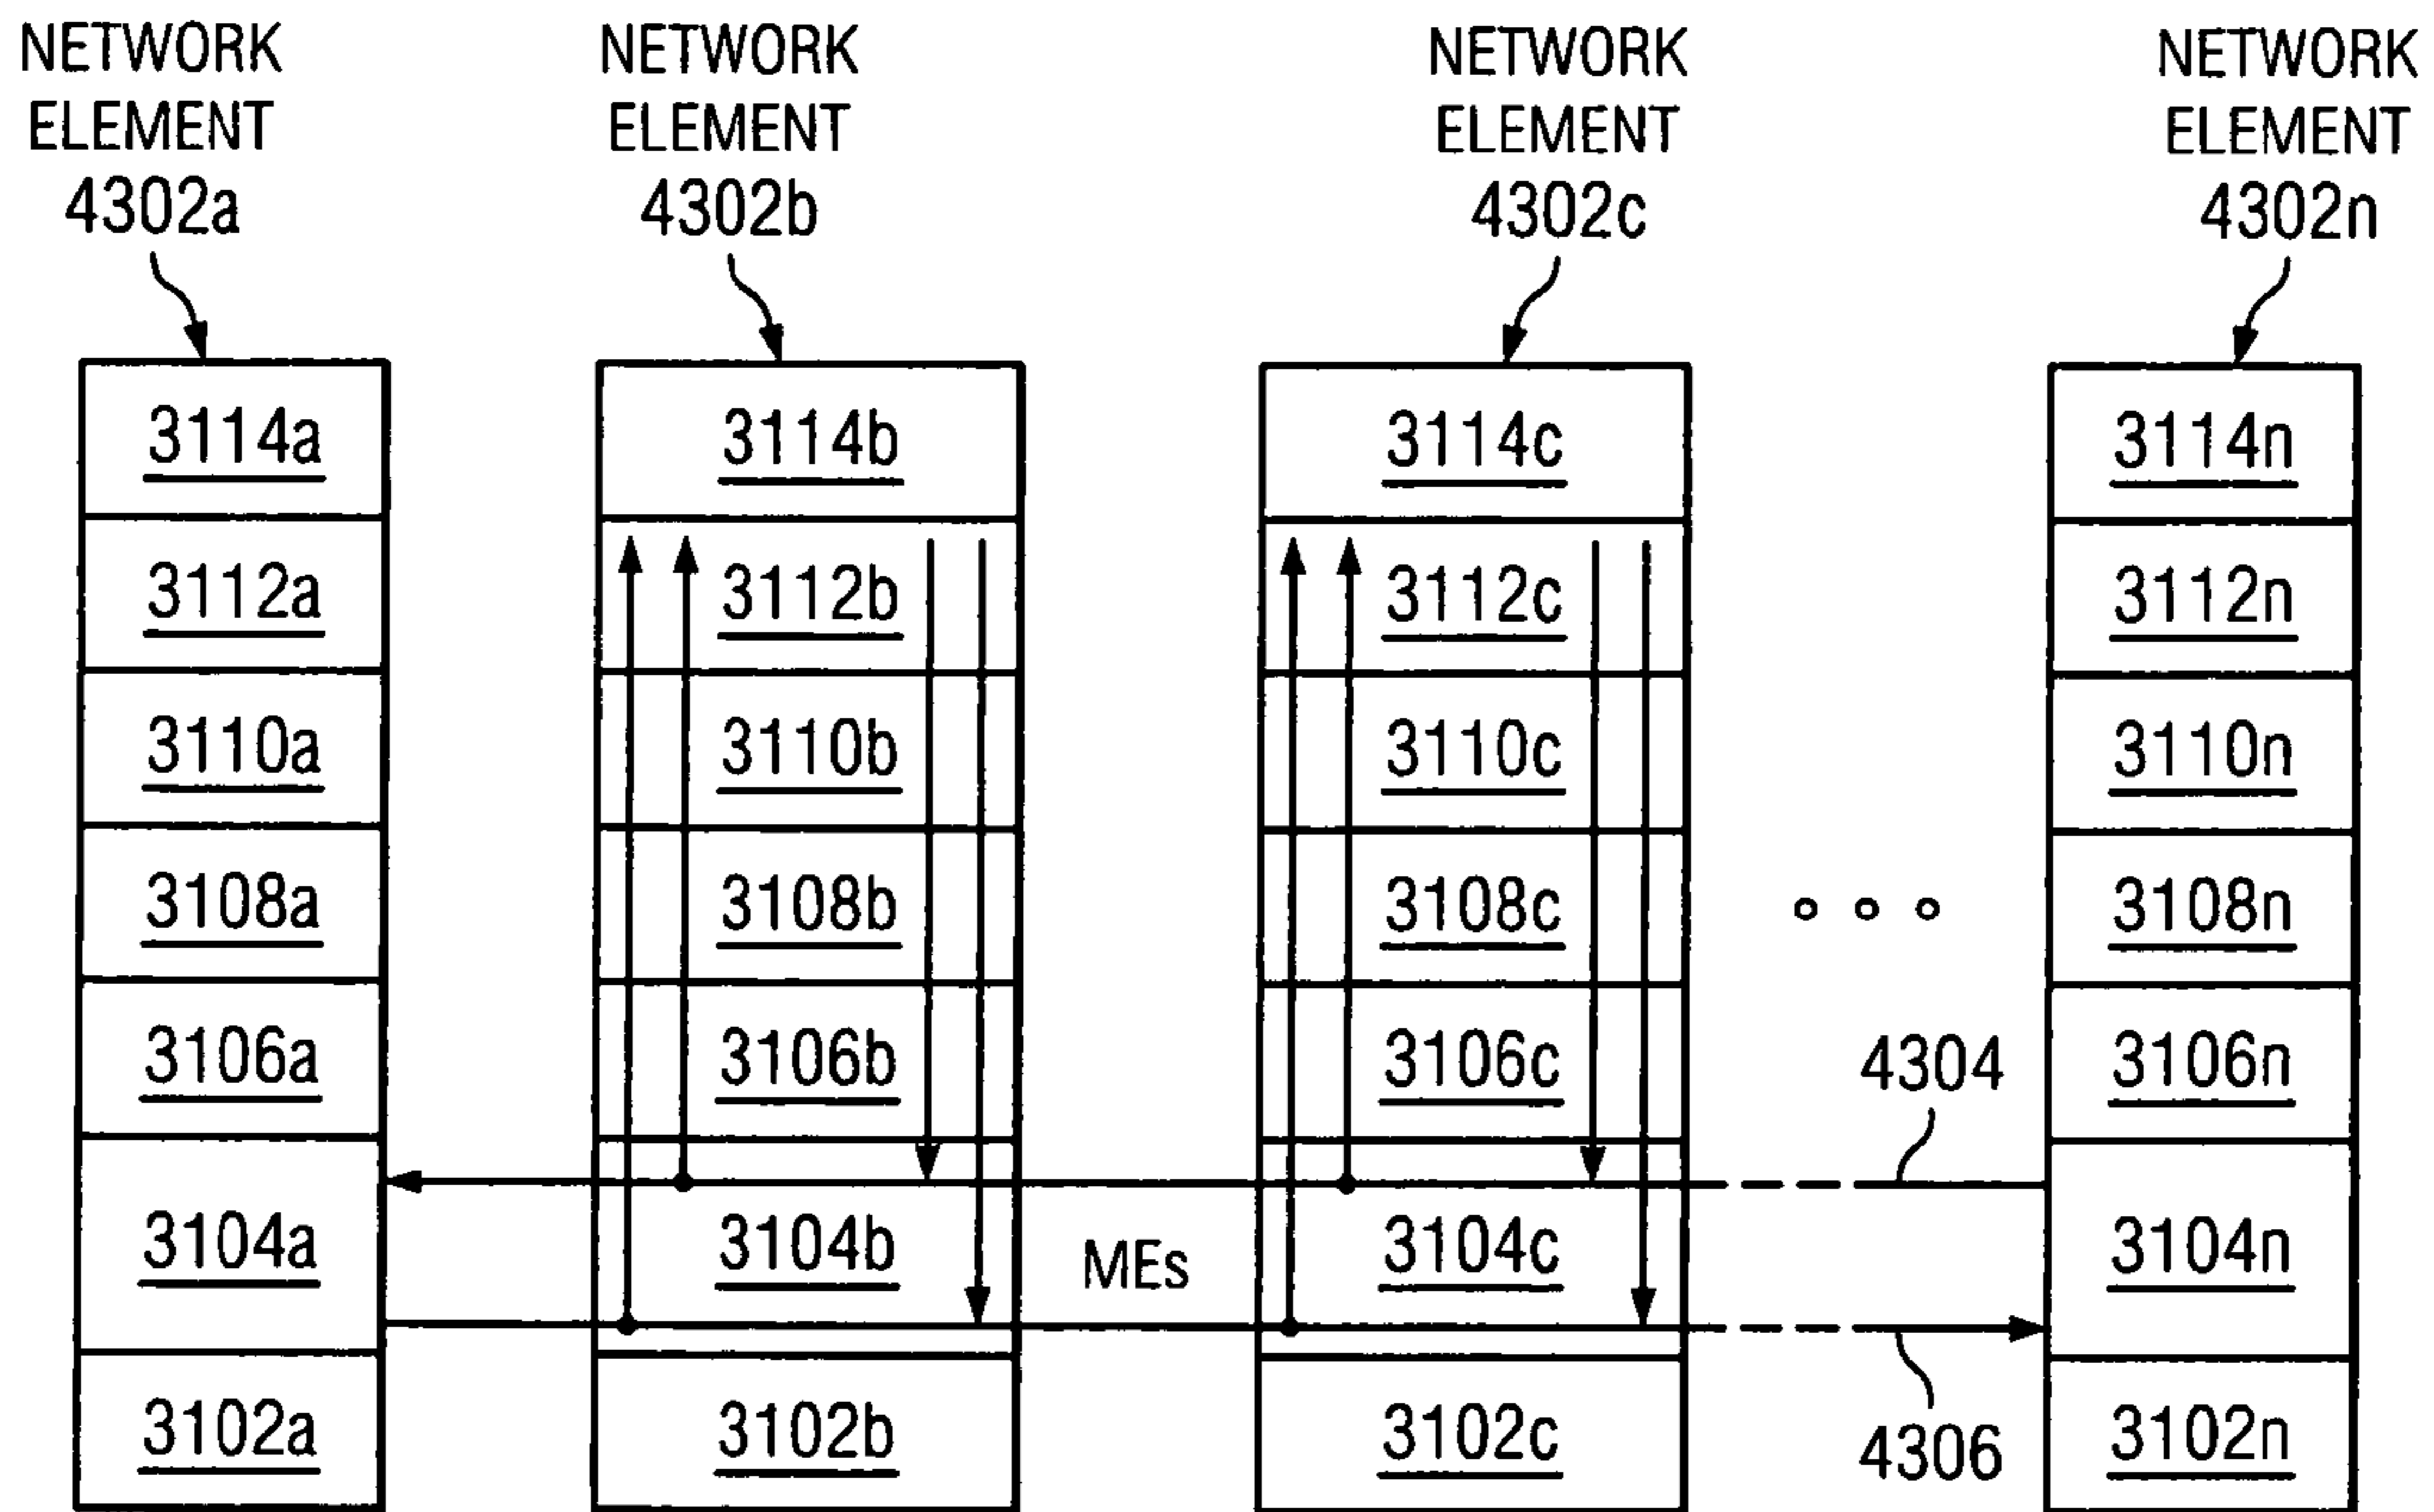 NETWORK
ELEMENT
4302a
NETWORK
ELEMENT
4302b
NETWORK
ELEMENT
4302c
NETWORK
ELEMENT
4302n
3114a
3114b
3114c
3114n
3112a
3112b
3112c
3112n
3110a
3110b
3110c
3110n
3108a
3108b
3108c
3108n
3106a
3106b
3106c
4304
3106n
3104a
3104b
MEs
3104c
3104n
3102a
3102b
3102c
4306
3102n